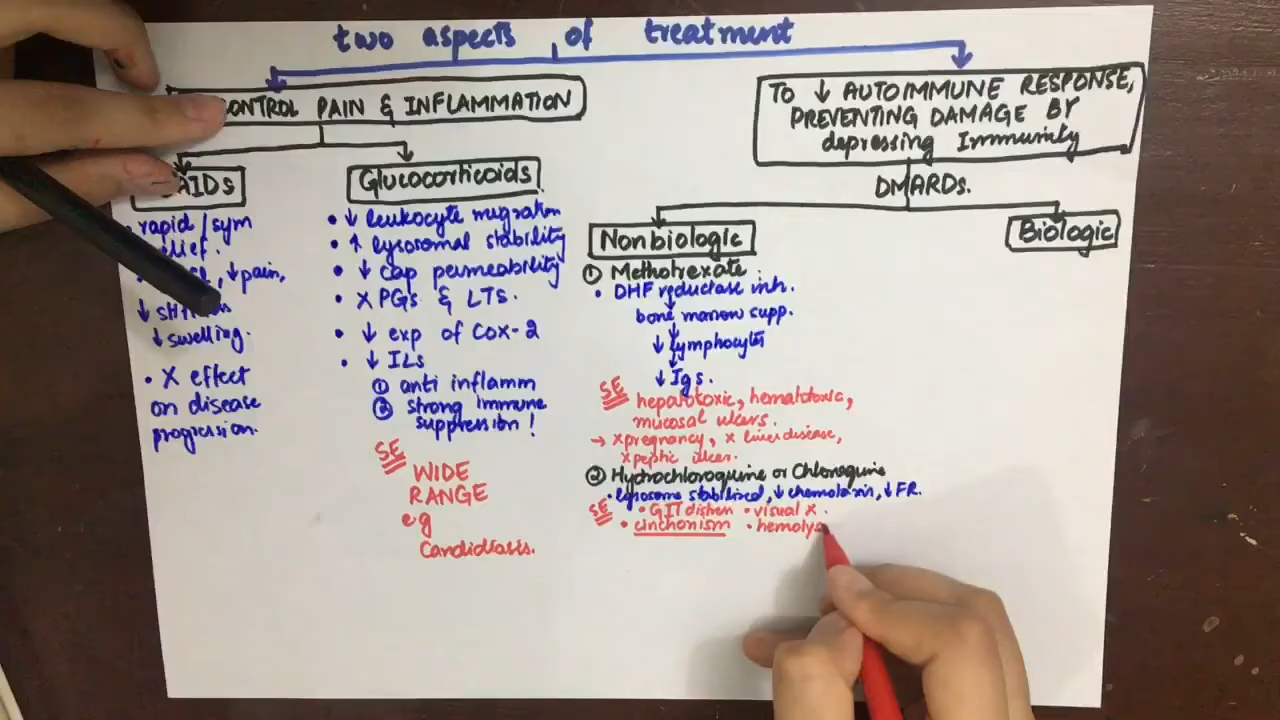 two aspects of treatment
CONTROL PAIN & INFLAMMATION
TO ↓ AUTOIMMUNE RESPONSE,
PREVENTING DAMAGE BY
depressing Immunity
AIDs
rapid / sym
elief.
, ↓ pain,
↓
↓ swelling.
• X effect
on disease
progression.
Glucocorticoids
• ↓ leukocyte migration
• ↑ lysosomal stability
• ↓ cap permeability
• X PGs & LTs.
• ↓ exp of Cox-2
• ↓ ILs
① anti inflamm
② strong immune
suppression!
SE
WIDE
RANGE
eg
Candidiasis.
DMARDs.
Nonbiologic
① Methotrexate
• DHF reductase inh.
↓
bone marrow supp.
↓
↓ lymphocytes
↓
↓ Igs.
SE hepatotoxic, hematotoxic,
mucosal ulcers.
→ X pregnancy, X liver disease,
X peptic ulcer.
② Hydrochloroquine or Chloroquine
• lysosome stabilized, ↓ chemotaxis, ↓ FR.
SE • GIT disturn • visual X.
• cinchonism • hemolys
Biologic